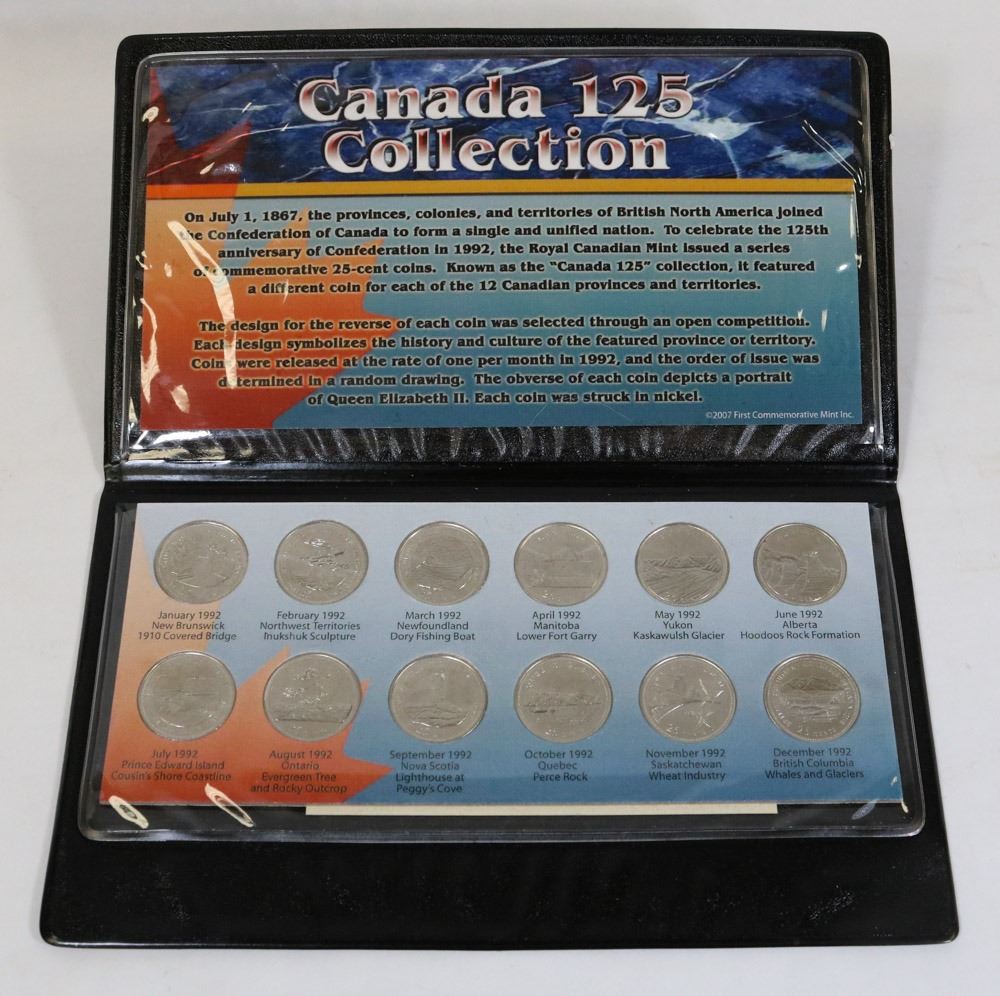 Canada 125
Collection
On July 1, 1867, the provinces, colonies, and territories of British North America joined
the Confederation of Canada to form a single and unified nation. To celebrate the 125th
anniversary of Confederation in 1992, the Royal Canadian Mint issued a series
of commemorative 25-cent coins. Known as the "Canada 125" collection, it featured
a different coin for each of the 12 Canadian provinces and territories.
The design for the reverse of each coin was selected through an open competition.
Each design symbolizes the history and culture of the featured province or territory.
Coins were released at the rate of one per month in 1992, and the order of issue was
determined in a random drawing. The obverse of each coin depicts a portrait
of Queen Elizabeth II. Each coin was struck in nickel.
©2007 First Commemorative Mint Inc.
January 1992
New Brunswick
1910 Covered Bridge
February 1992
Northwest Territories
Inukshuk Sculpture
March 1992
Newfoundland
Dory Fishing Boat
April 1992
Manitoba
Lower Fort Garry
May 1992
Yukon
Kaskawulsh Glacier
June 1992
Alberta
Hoodoos Rock Formation
July 1992
Prince Edward Island
Cousin's Shore Coastline
August 1992
Ontario
Evergreen Tree
and Rocky Outcrop
September 1992
Nova Scotia
Lighthouse at
Peggy's Cove
October 1992
Quebec
Perce Rock
November 1992
Saskatchewan
Wheat Industry
25 CENTS
December 1992
British Columbia
Whales and Glaciers